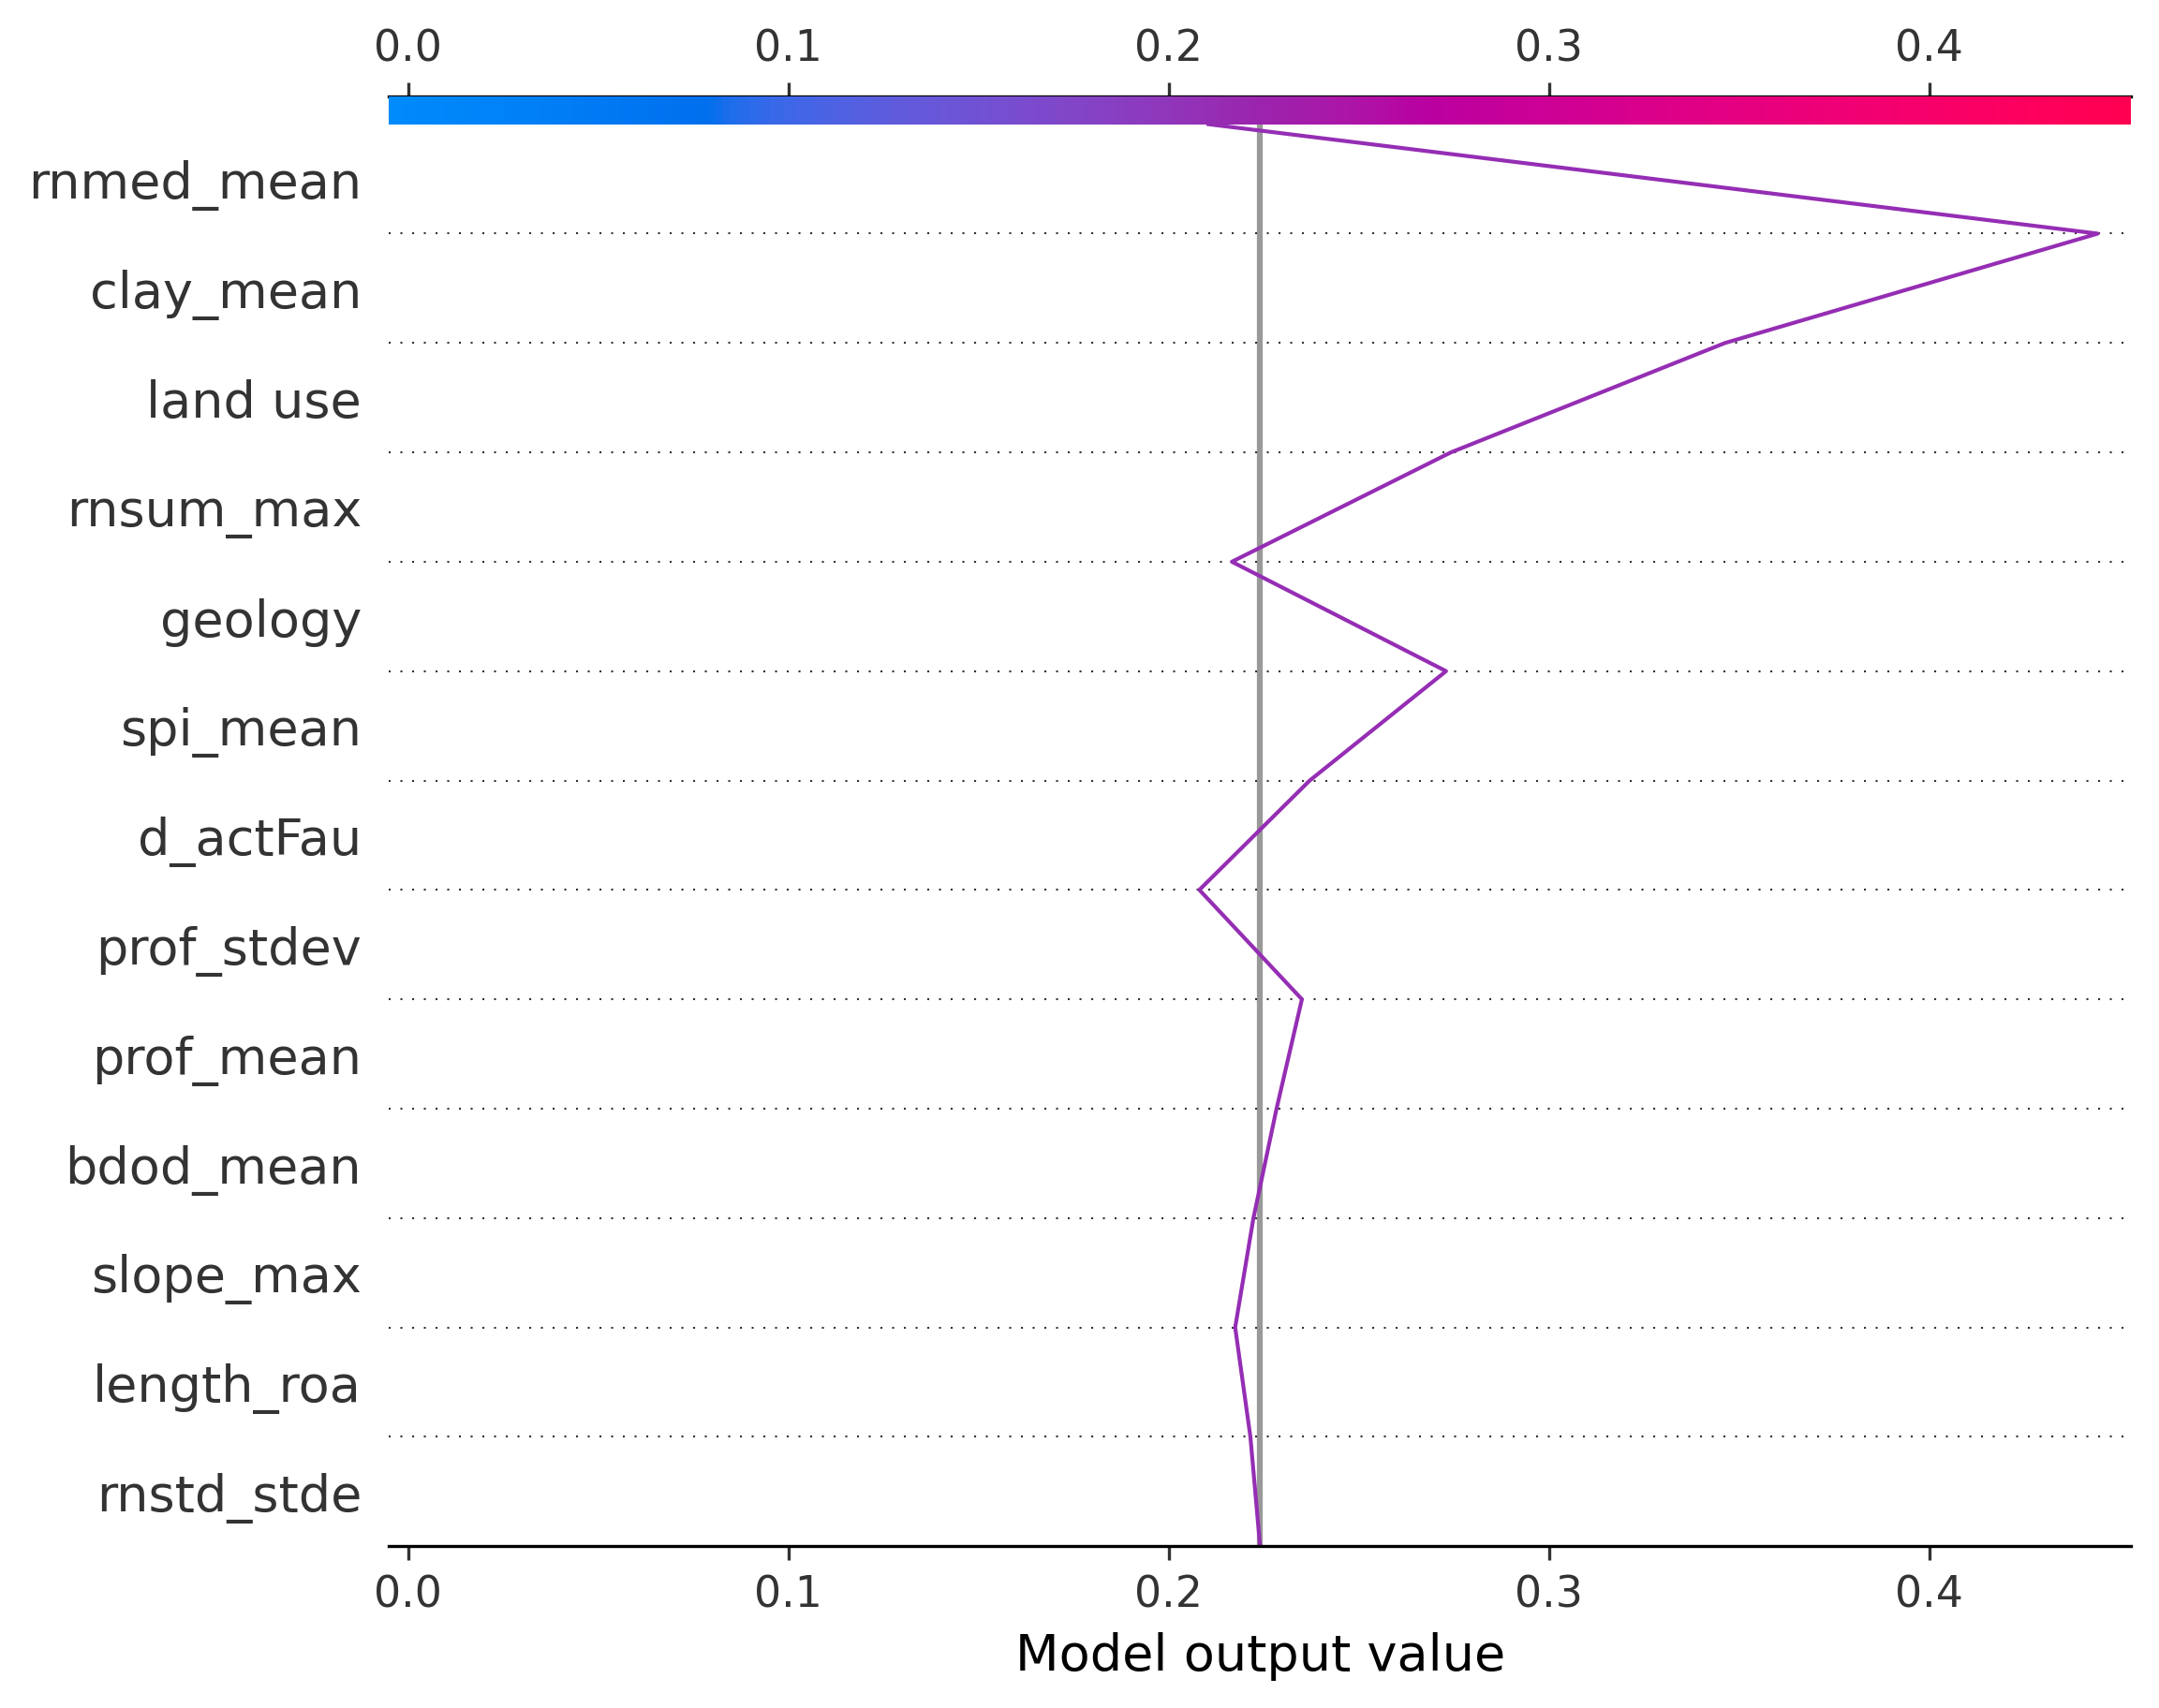 0.0 0.1 0.2 0.3 0.4
rnmed_mean
clay_mean
land use
rnsum_max
geology
spi_mean
d_actFau
prof_stdev
prof_mean
bdod_mean
slope_max
length_roa
rnstd_stde
0.0 0.1 0.2 0.3 0.4
Model output value